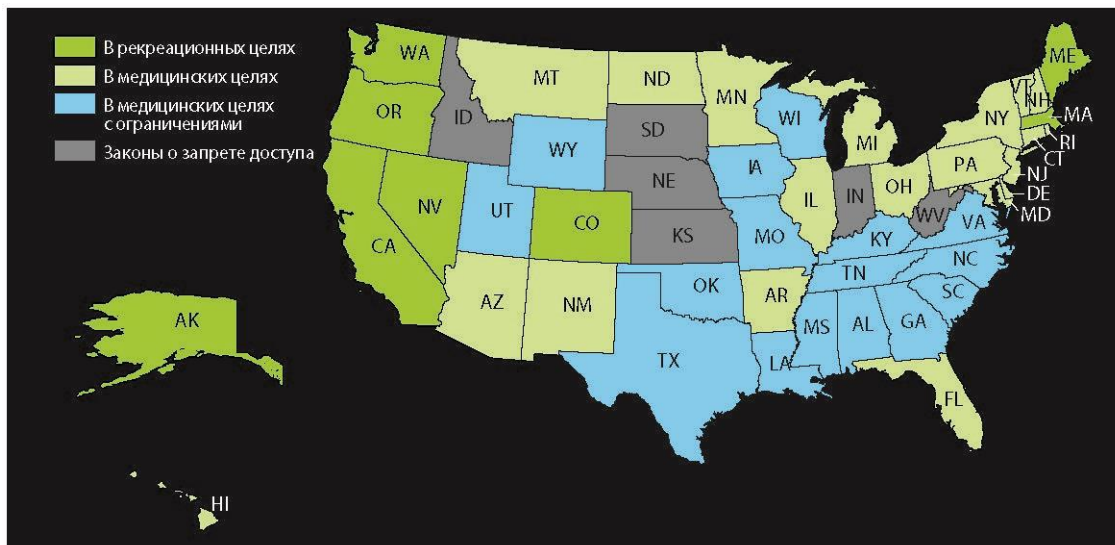 В рекреационных целях
В медицинских целях
В медицинских целях
с ограничениями
Законы о запрете доступа
WA
MT
ND
MN
ME
VT
NH
OR
ID
SD
WI
NY
MA
WY
MI
RI
CT
PA
NJ
IA
NE
DE
OH
MD
NV
UT
IL
IN
WV
CO
CA
KS
MO
KY
VA
NC
TN
AZ
NM
OK
AR
SC
AK
MS
AL
GA
TX
LA
FL
HI